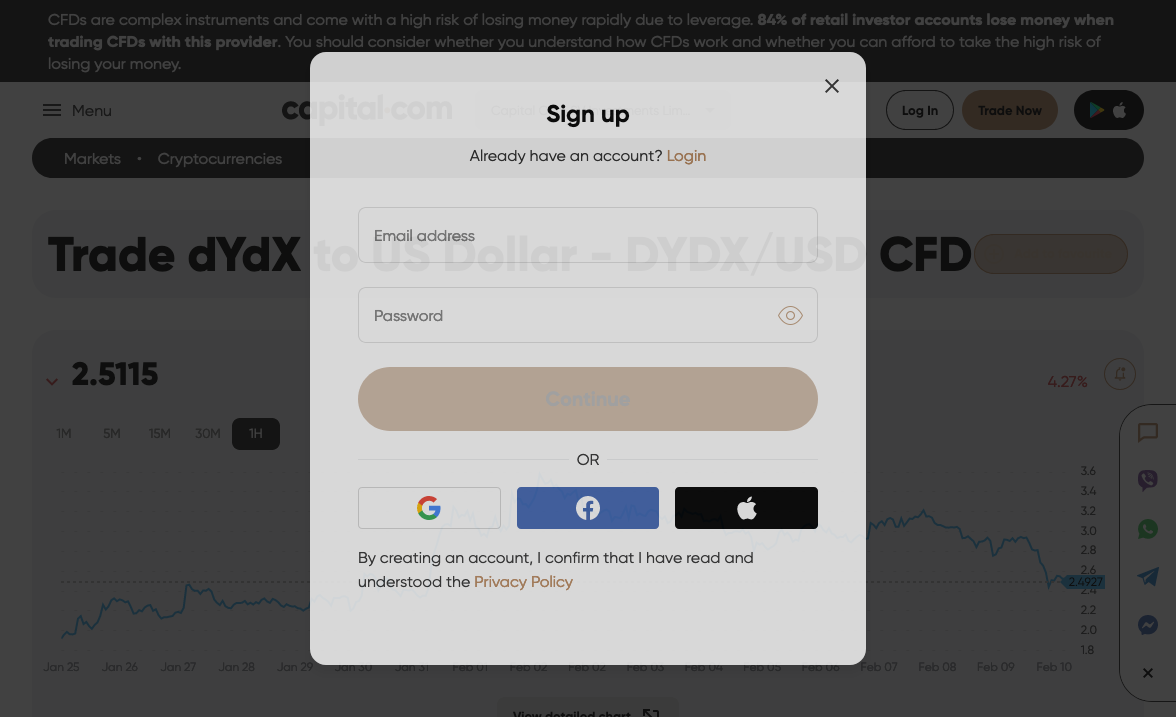 CFDs are complex instruments and come with a high risk of losing money rapidly due to leverage. 84% of retail investor accounts lose money when
trading CFDs with this provider. You should consider whether you understand how CFDs work and whether you can afford to take the high risk of
losing your money.
Menu
capital.com
Log In
Trade Now
Markets • Cryptocurrencies
Sign up
Already have an account? Login
Trade dYdX to US Dollar - DYDX/USD CFD
Email address
Password
Continue
OR
By creating an account, I confirm that I have read and
understood the Privacy Policy
2.5115
4.27%
1M 5M 15M 30M 1H
3.6
3.4
3.2
3.0
2.8
2.6
2.4927
2.4
2.2
2.0
1.8
Jan 25 Jan 26 Jan 27 Jan 28 Jan 29 Jan 30 Jan 31 Feb 01 Feb 02 Feb 02 Feb 03 Feb 04 Feb 05 Feb 06 Feb 07 Feb 08 Feb 09 Feb 10
View detailed chart